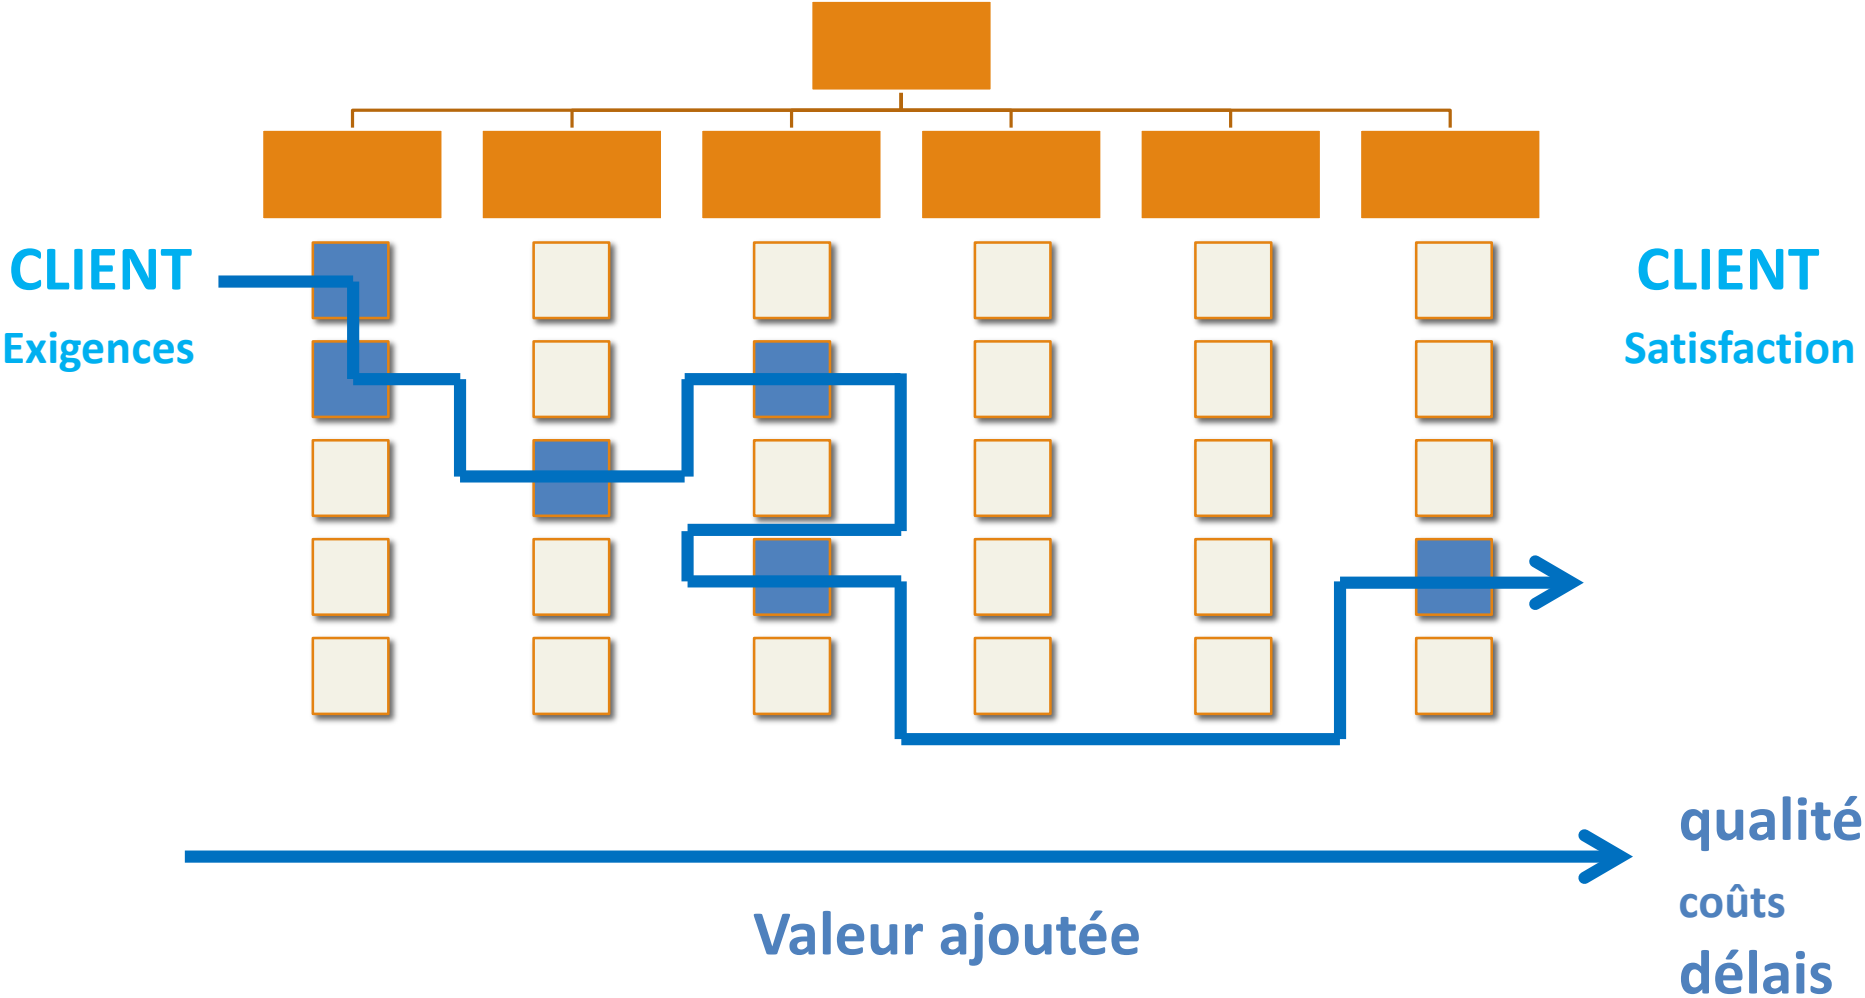 CLIENT
Exigences
CLIENT
Satisfaction
Valeur ajoutée
qualité
coûts
délais